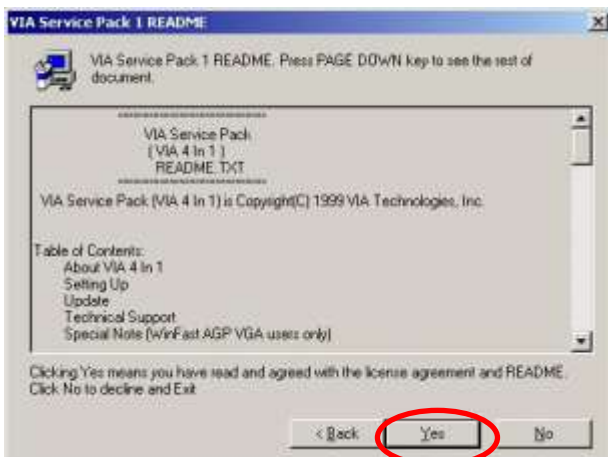 VIA Service Pack 1 README
VIA Service Pack 1 README. Press PAGE DOWN key to see the rest of
document.
==========================
VIA Service Pack
( VIA 4 In 1 )
README.TXT
==========================
VIA Service Pack (VIA 4 In 1) is Copyright(C) 1999 VIA Technologies, Inc.
Table of Contents:
About VIA 4 In 1
Setting Up
Update
Technical Support
Special Note (WinFast AGP VGA users only)
Clicking Yes means you have read and agreed with the license agreement and README.
Click No to decline and Exit
< Back
Yes
No